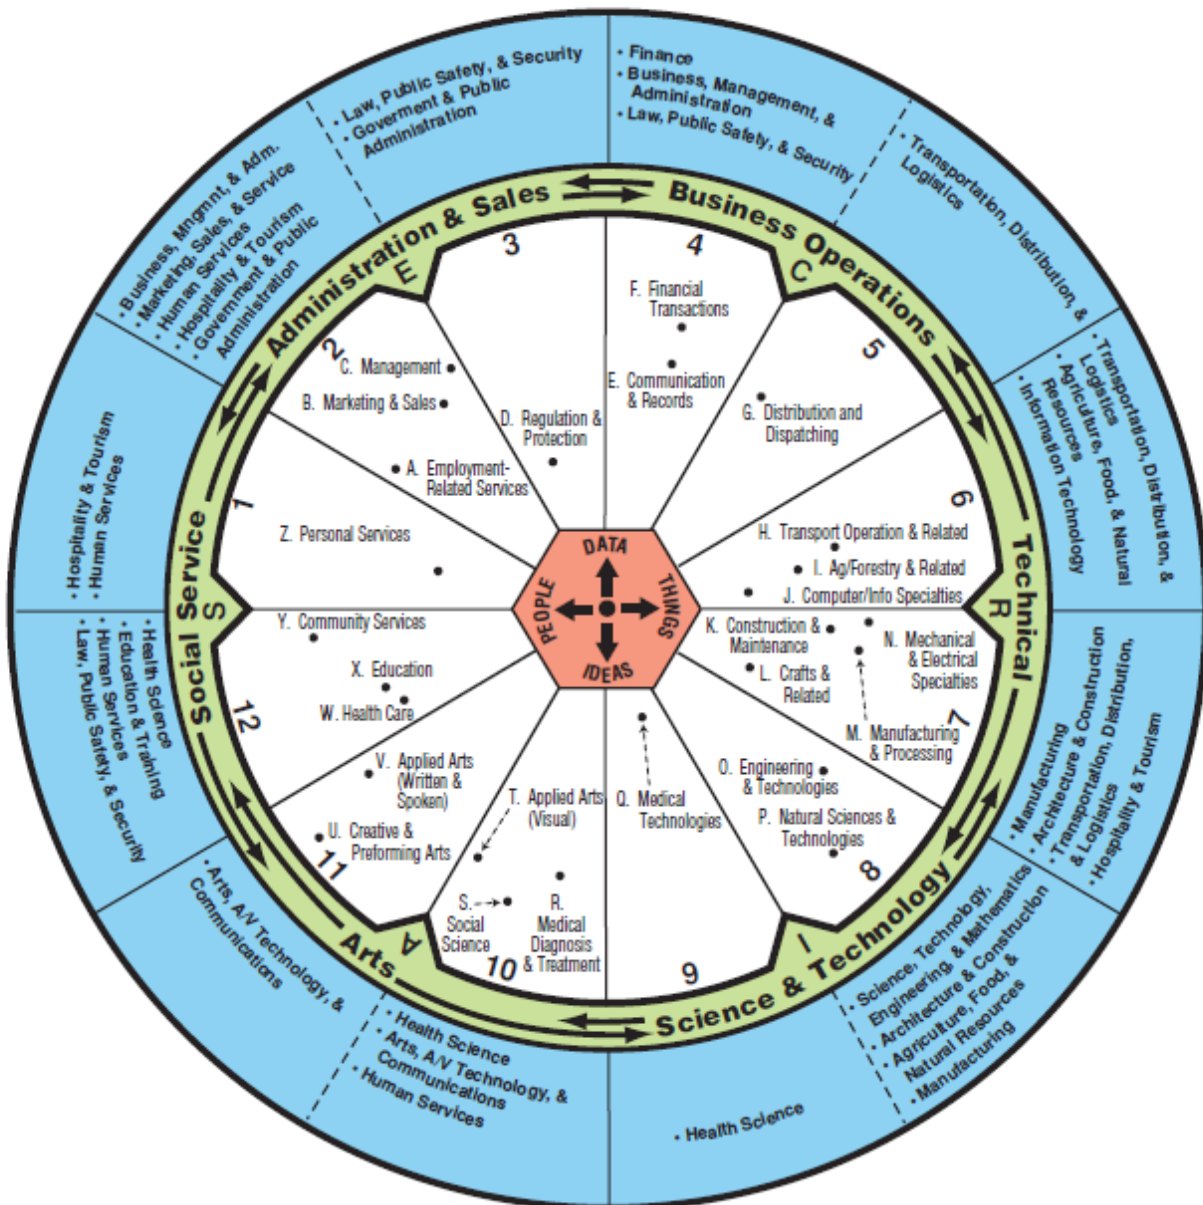 • Law, Public Safety, & Security
• Goverment & Public
Administration
• Finance
• Business, Management, &
Administration
• Law, Public Safety, & Security
• Transportation, Distribution, &
Logistics
• Transportation, Distribution, &
Logistics
• Agriculture, Food, & Natural
Resources
• Information Technology
• Manufacturing
• Architecture & Construction
• Transportation, Distribution,
& Logistics
• Hospitality & Tourism
• Science, Technology,
Engineering, & Mathematics
• Architecture & Construction
• Agriculture, Food, &
Natural Resources
• Manufacturing
• Health Science
• Health Science
• Arts, A/V Technology, &
Communications
• Human Services
• Arts, A/V Technology, &
Communications
• Health Science
• Education & Training
• Human Services
• Law, Public Safety, & Security
• Hospitality & Tourism
• Human Services
• Business, Mngmnt, & Adm.
• Marketing, Sales, & Service
• Human Services
• Hospitality & Tourism
• Government & Public
Administration
Administration & Sales
Business Operations
Technical
Science & Technology
Arts
Social Service
E
C
R
I
A
S
1
2
3
4
5
6
7
8
9
10
11
12
F. Financial
Transactions
E. Communication
& Records
G. Distribution and
Dispatching
C. Management
B. Marketing & Sales
D. Regulation &
Protection
A. Employment-
Related Services
Z. Personal Services
H. Transport Operation & Related
I. Ag/Forestry & Related
J. Computer/Info Specialties
K. Construction &
Maintenance
L. Crafts &
Related
N. Mechanical
& Electrical
Specialties
M. Manufacturing
& Processing
O. Engineering
& Technologies
P. Natural Sciences &
Technologies
Q. Medical
Technologies
R.
Medical
Diagnosis
& Treatment
S.
Social
Science
T. Applied Arts
(Visual)
U. Creative &
Preforming Arts
V. Applied Arts
(Written &
Spoken)
W. Health Care
X. Education
Y. Community Services
DATA
THINGS
IDEAS
PEOPLE